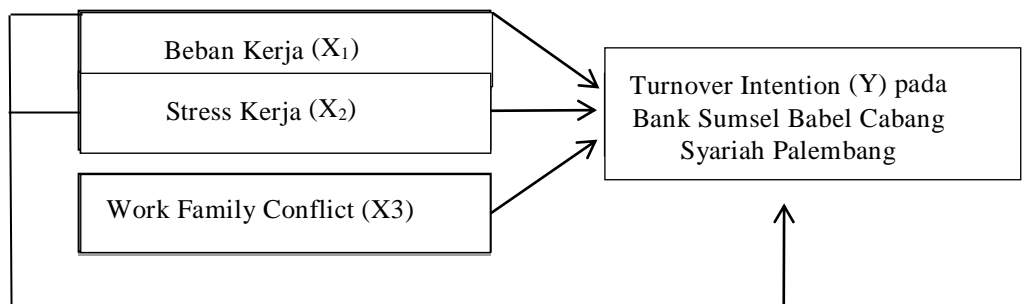 Beban Kerja (X₁)
Stress Kerja (X₂)
Work Family Conflict (X3)
Turnover Intention (Y) pada
Bank Sumsel Babel Cabang
Syariah Palembang